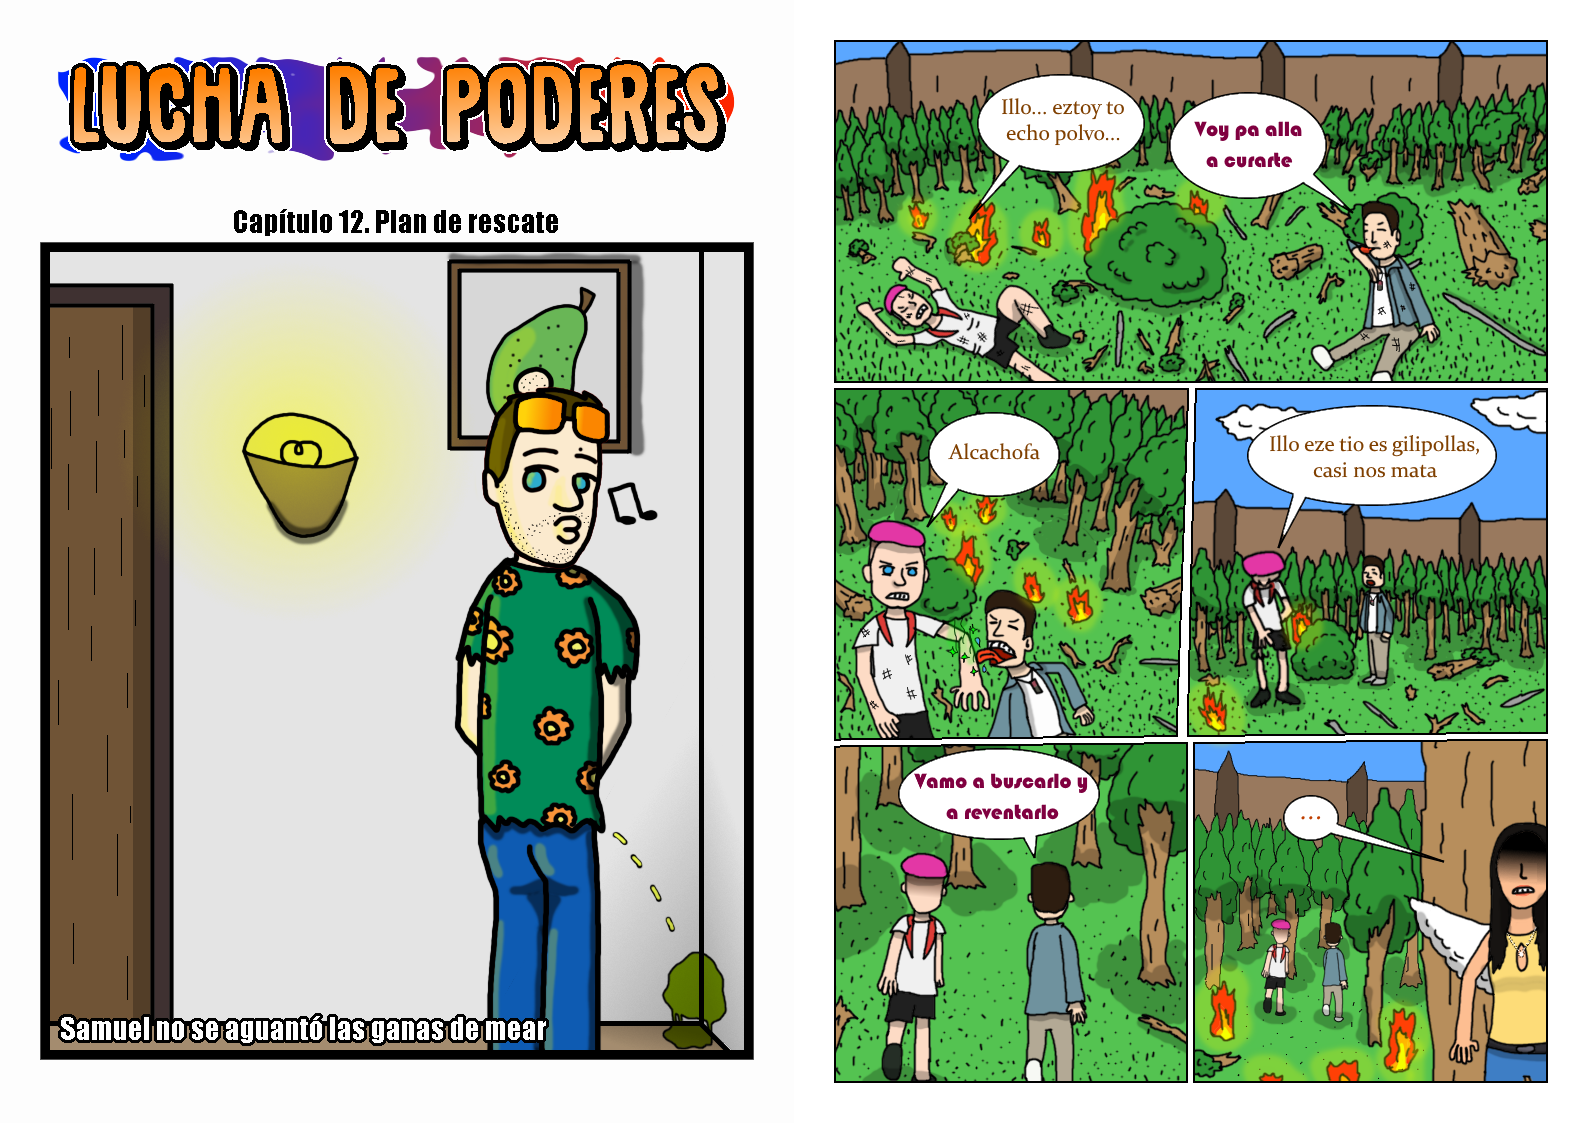 LUCHA DE PODERES
Capítulo 12. Plan de rescate
Samuel no se aguantó las ganas de mear
Illo... eztoy to
echo polvo...
Voy pa alla
a curarte
Alcachofa
Illo eze tio es gilipollas,
casi nos mata
Vamo a buscarlo y
a reventarlo
...